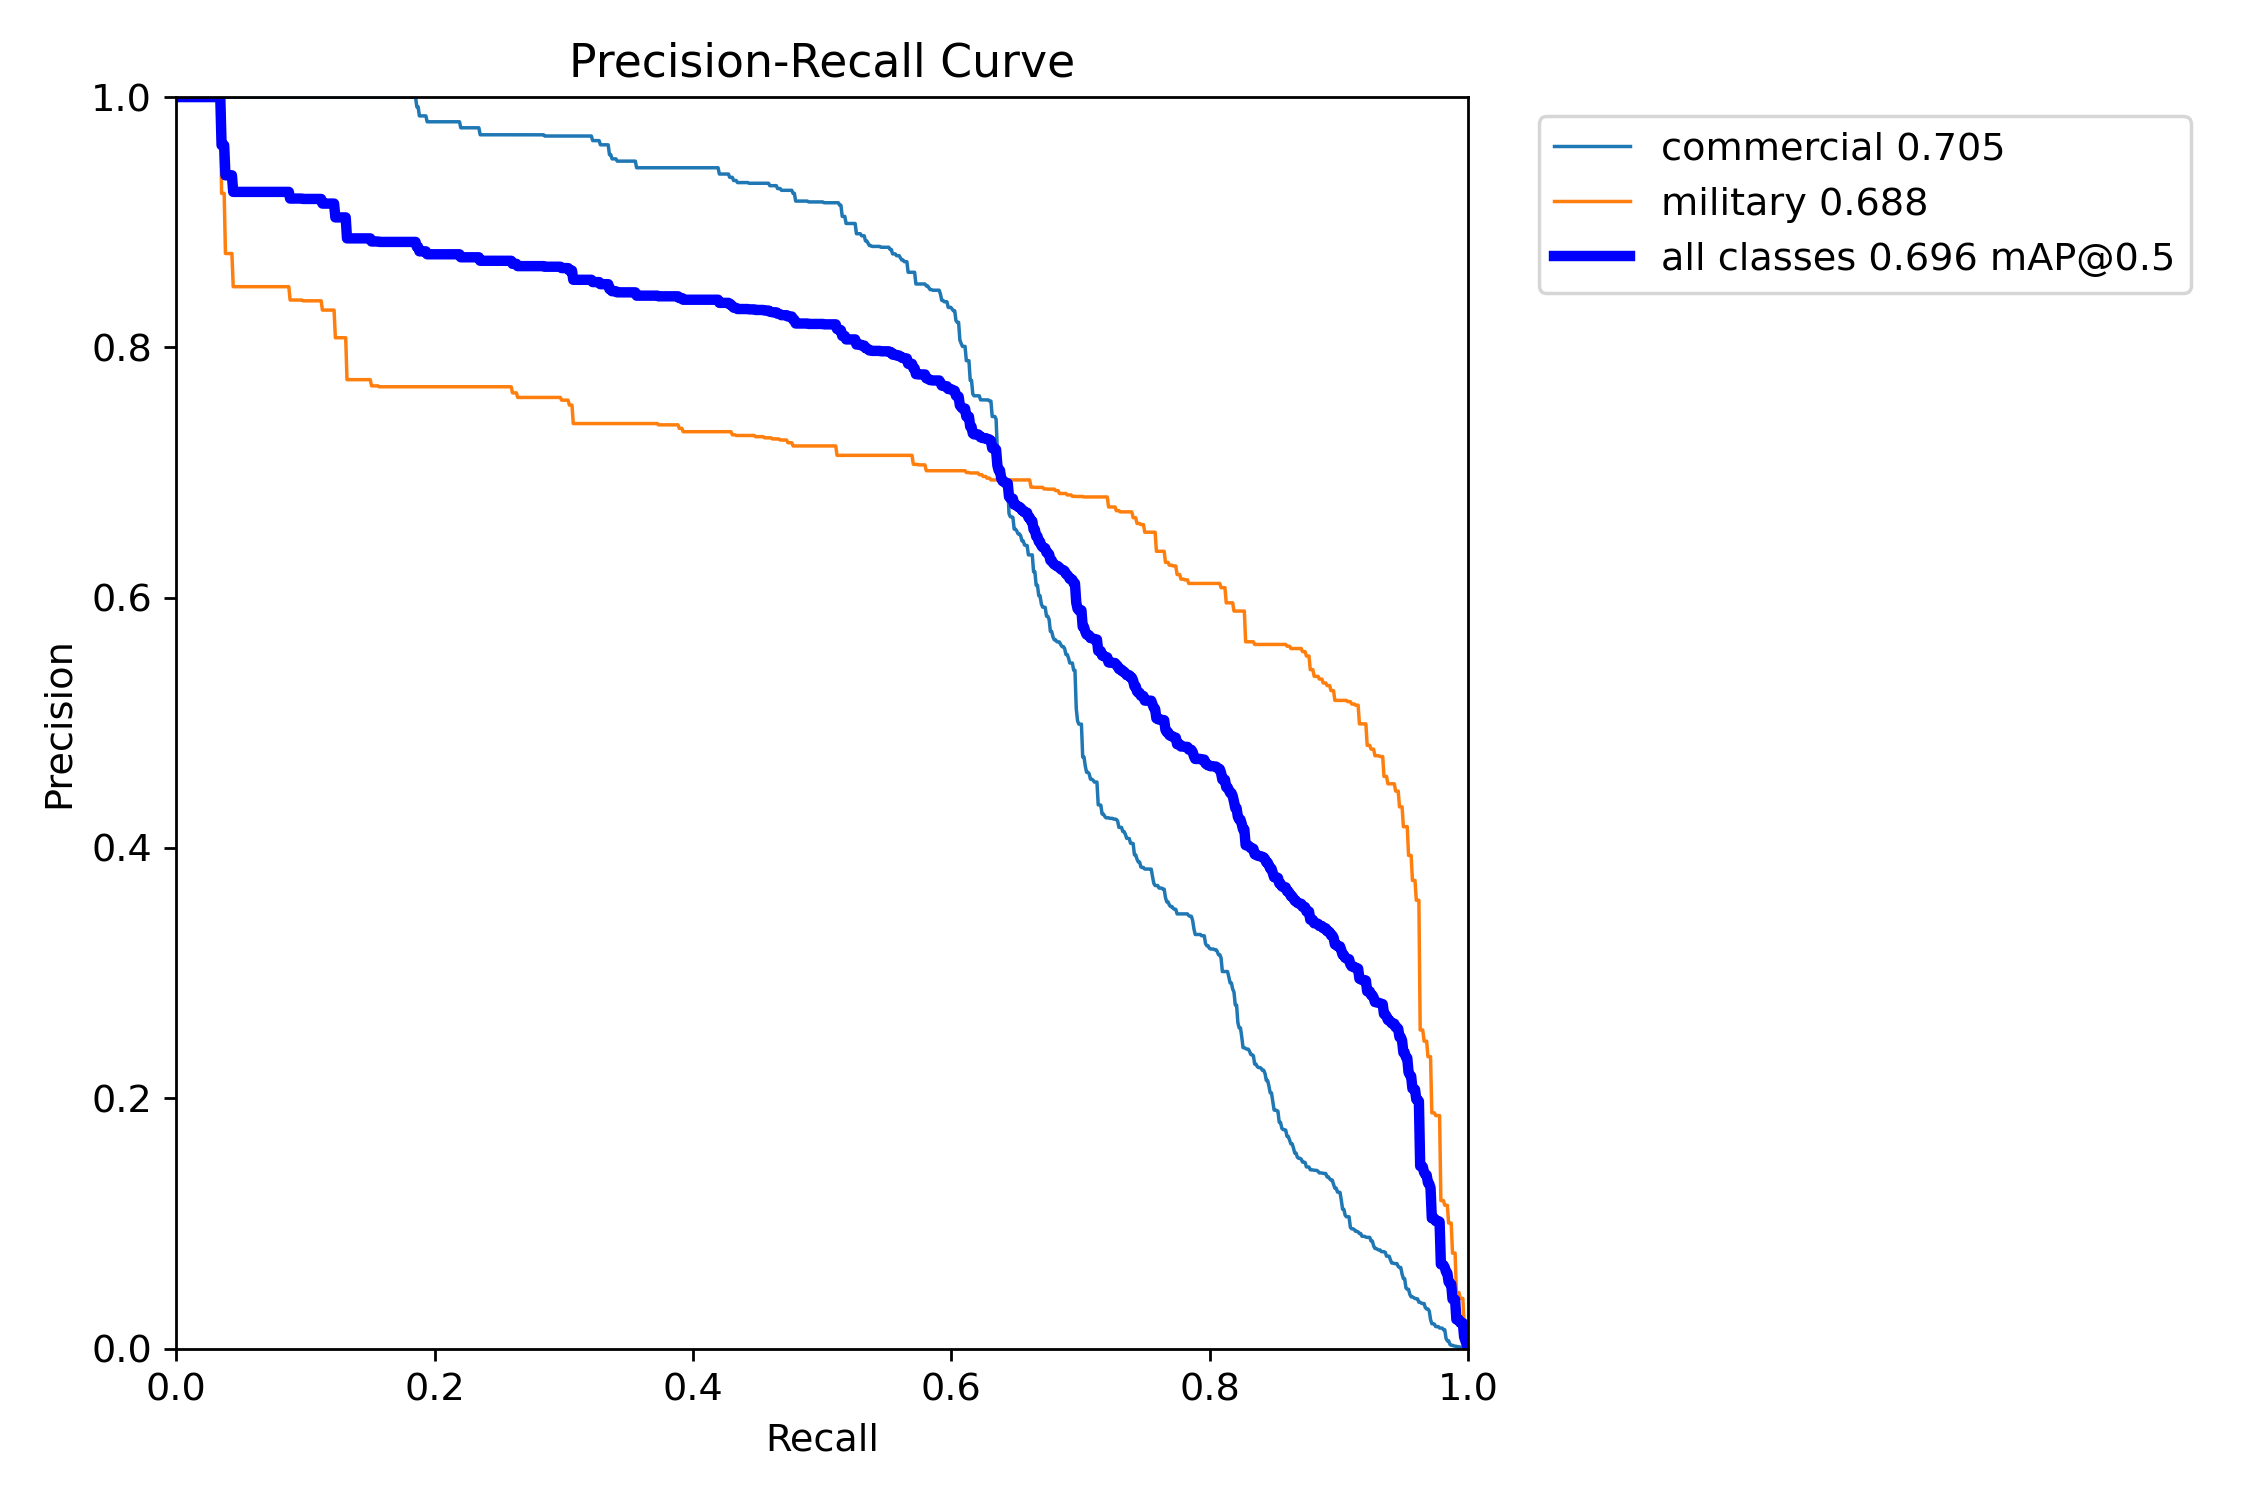 Precision-Recall Curve
1.0
0.8
0.6
0.4
0.2
0.0
Precision
0.0 0.2 0.4 0.6 0.8 1.0
Recall
commercial 0.705
military 0.688
all classes 0.696 mAP@0.5